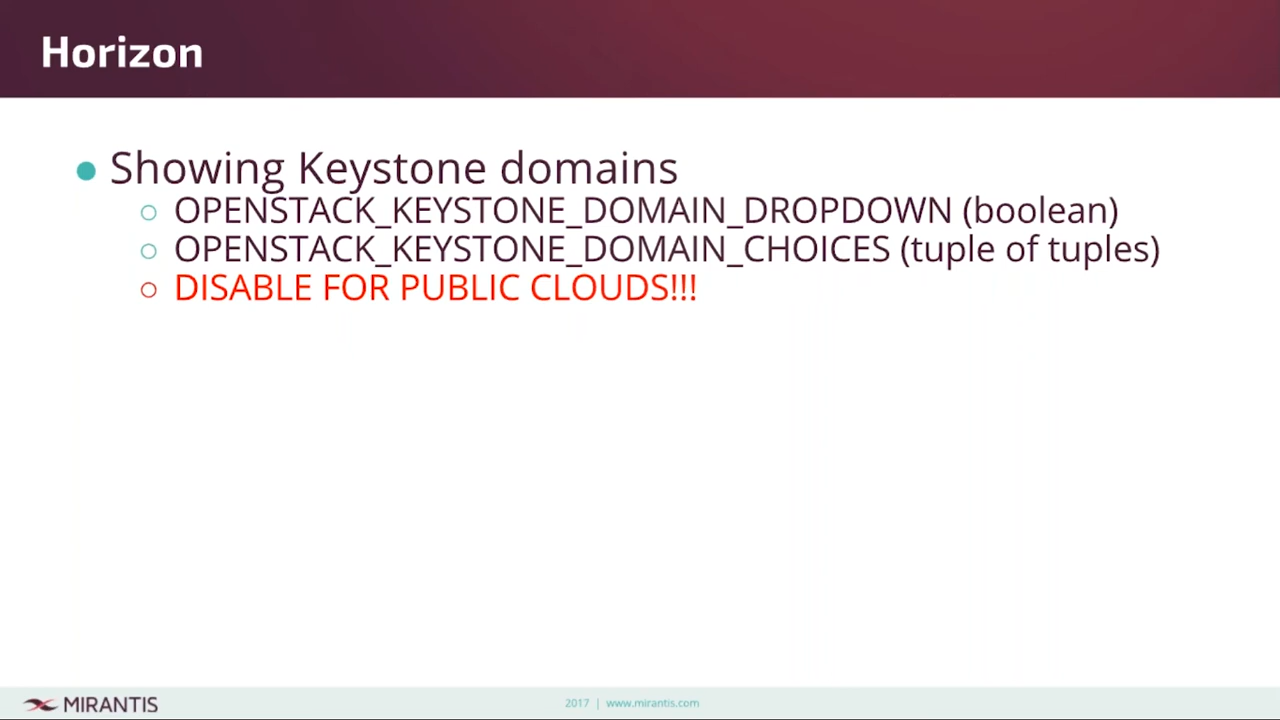 Horizon
Showing Keystone domains
OPENSTACK_KEYSTONE_DOMAIN_DROPDOWN (boolean)
OPENSTACK_KEYSTONE_DOMAIN_CHOICES (tuple of tuples)
DISABLE FOR PUBLIC CLOUDS!!!
MIRANTIS
2017 | www.mirantis.com